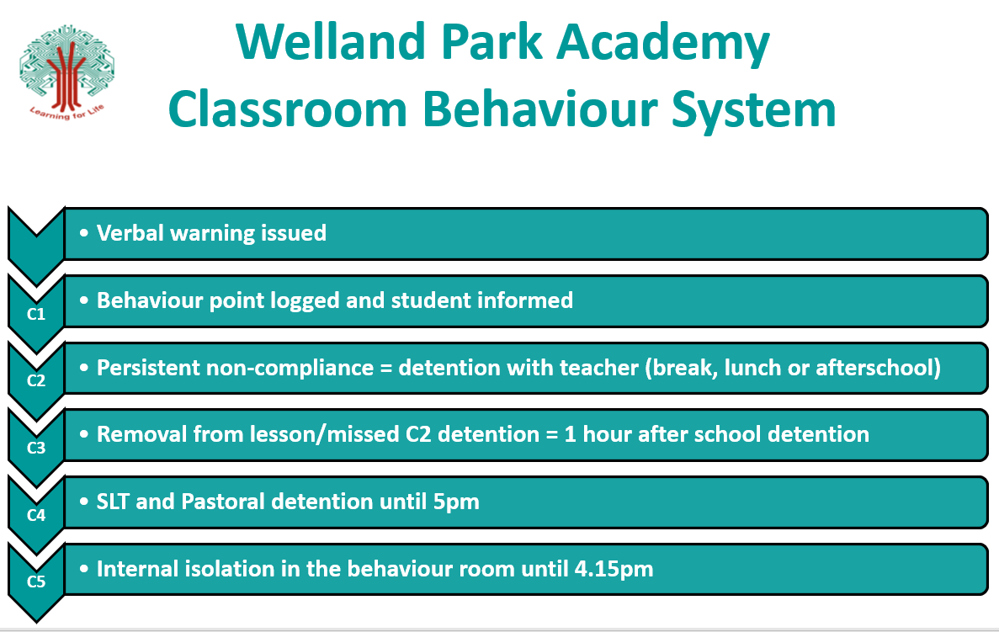 Welland Park Academy
Classroom Behaviour System
Learning for Life
• Verbal warning issued
C1
• Behaviour point logged and student informed
C2
• Persistent non-compliance = detention with teacher (break, lunch or afterschool)
C3
• Removal from lesson/missed C2 detention = 1 hour after school detention
C4
• SLT and Pastoral detention until 5pm
C5
• Internal isolation in the behaviour room until 4.15pm